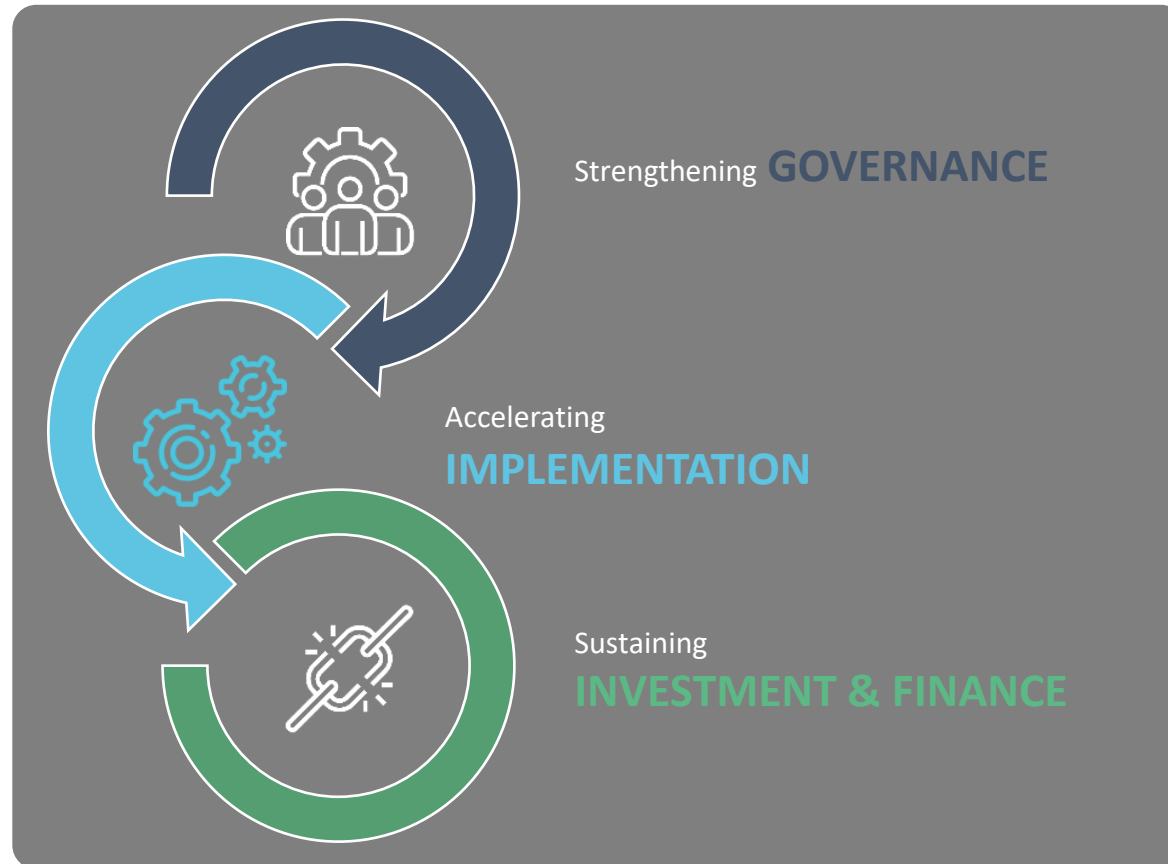 Strengthening GOVERNANCE
Accelerating
IMPLEMENTATION
Sustaining
INVESTMENT & FINANCE